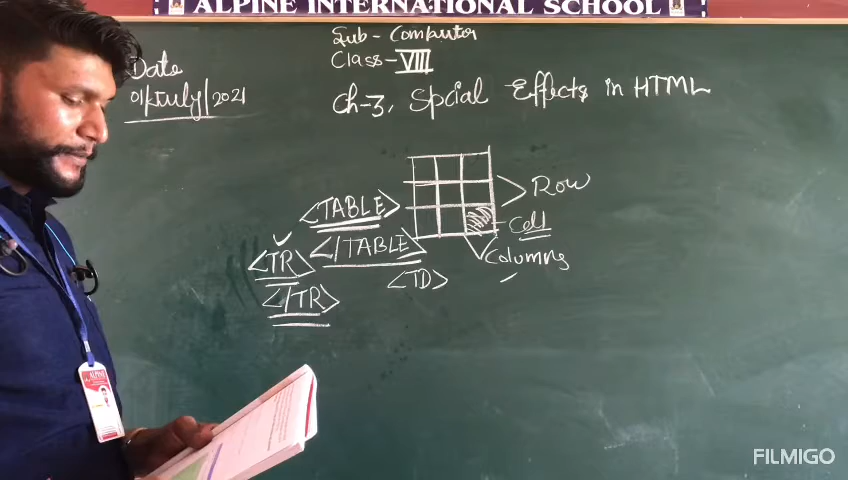 ALPINE INTERNATIONAL SCHOOL
Sub - Computer
Class - VIII
Date
01/July/2021
Ch-3, Spcial Effects in HTML
Row
<TABLE>
Cell
</TABLE>
Columns
<TR>
<TD>
</TR>
ALPINE
FILMIGO